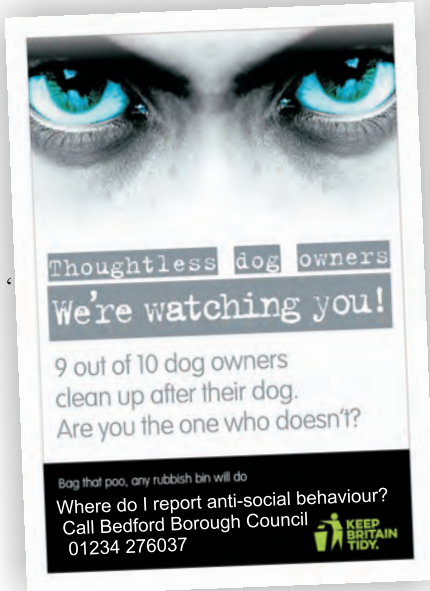 Thoughtless dog owners
We're watching you!
9 out of 10 dog owners
clean up after their dog.
Are you the one who doesn't?
Bag that poo, any rubbish bin will do
Where do I report anti-social behaviour?
Call Bedford Borough Council
01234 276037
KEEP
BRITAIN
TIDY.